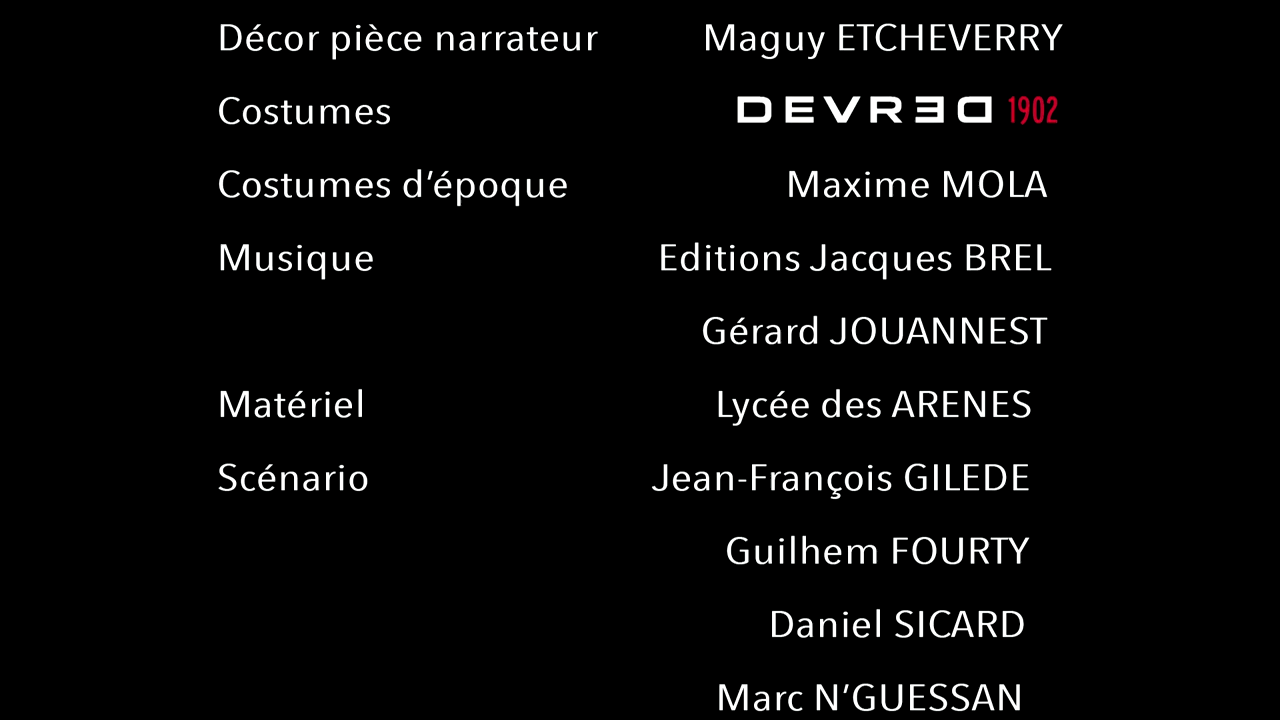 Décor pièce narrateur Maguy ETCHEVERRY
Costumes DEVRED 1902
Costumes d’époque Maxime MOLA
Musique Editions Jacques BREL
Gérard JOUANNEST
Matériel Lycée des ARENES
Scénario Jean-François GILEDE
Guilhem FOURTY
Daniel SICARD
Marc N’GUESSAN